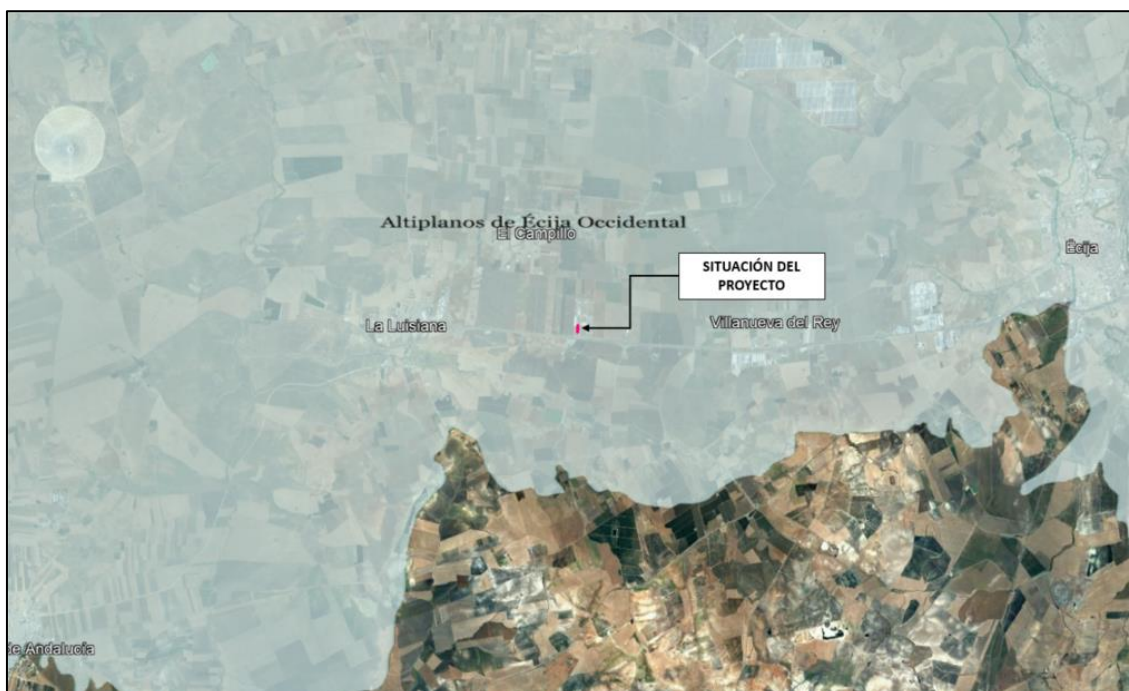 Altiplanos de Écija Occidental
El Campillo
Écija
SITUACIÓN DEL
PROYECTO
La Luisiana
Villanueva del Rey
de Andalucía